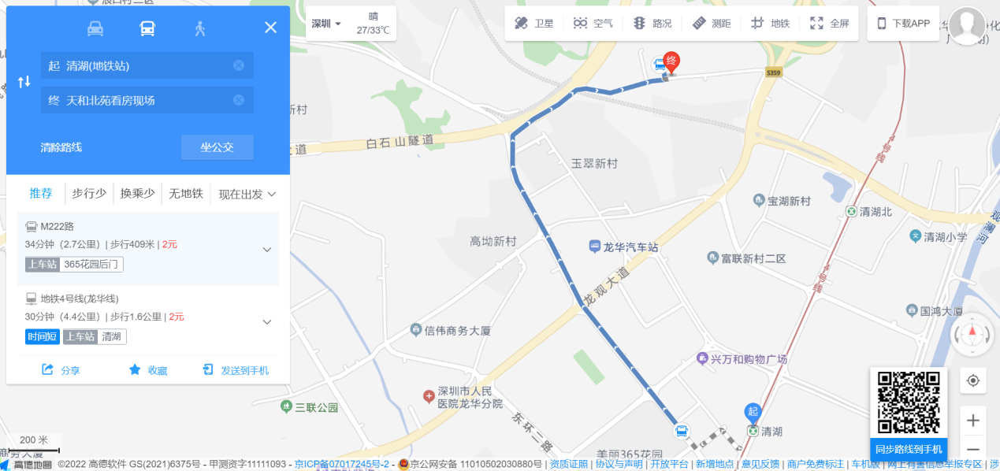 起 清湖(地铁站)
终 天和北苑看房现场
清除路线
坐公交
推荐
步行少
换乘少
无地铁
现在出发
M222路
34分钟（2.7公里）| 步行409米 | 2元
上车站 365花园后门
地铁4号线(龙华线)
30分钟（4.4公里）| 步行1.6公里 | 2元
时间短 上车站 清湖
分享
收藏
发送到手机
深圳
晴
27/33℃
卫星
空气
路况
测距
地铁
全屏
下载APP
终
S359
新村
大道
白石山隧道
玉翠新村
4号线
宝湖新村
清湖北
观澜河
清湖小学
高坳新村
龙华汽车站
富联新村二区
4号线
龙观大道
国鸿大厦
信伟商务大厦
兴万和购物广场
深圳市人民
医院龙华分院
三联公园
东环二路
起
清湖
美丽365花园
同步路线到手机
200 米
高德地图
©2022 高德软件 GS(2021)6375号 - 甲测资字11111093 - 京ICP备07017245号-2 - 京公网安备 11010502030880号 | 资质证照 | 协议与声明 | 开放平台 | 新增地点 | 意见反馈 | 商户免费标注 | 车机版 | 网上有害信息举报专区 | 涉